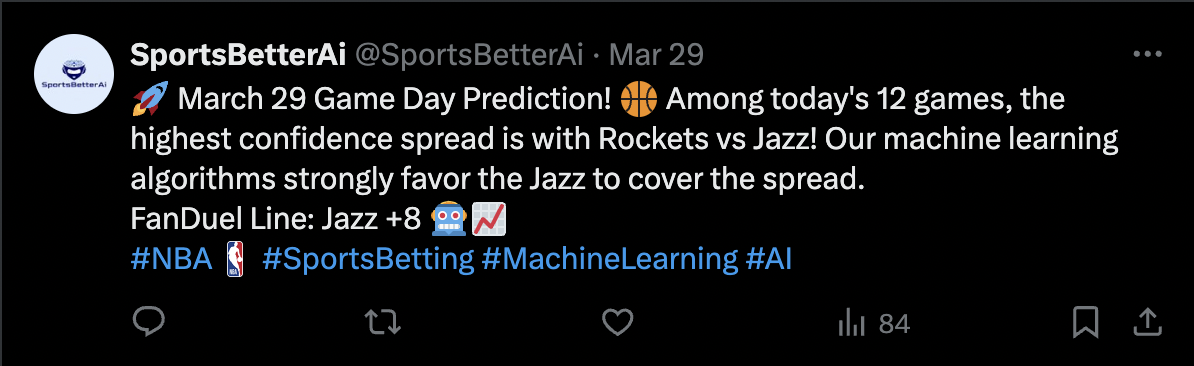 SportsBetterAi
SportsBetterAi @SportsBetterAi · Mar 29
🚀 March 29 Game Day Prediction! 🏀 Among today's 12 games, the
highest confidence spread is with Rockets vs Jazz! Our machine learning
algorithms strongly favor the Jazz to cover the spread.
FanDuel Line: Jazz +8 🤖📈
#NBA #SportsBetting #MachineLearning #AI
84